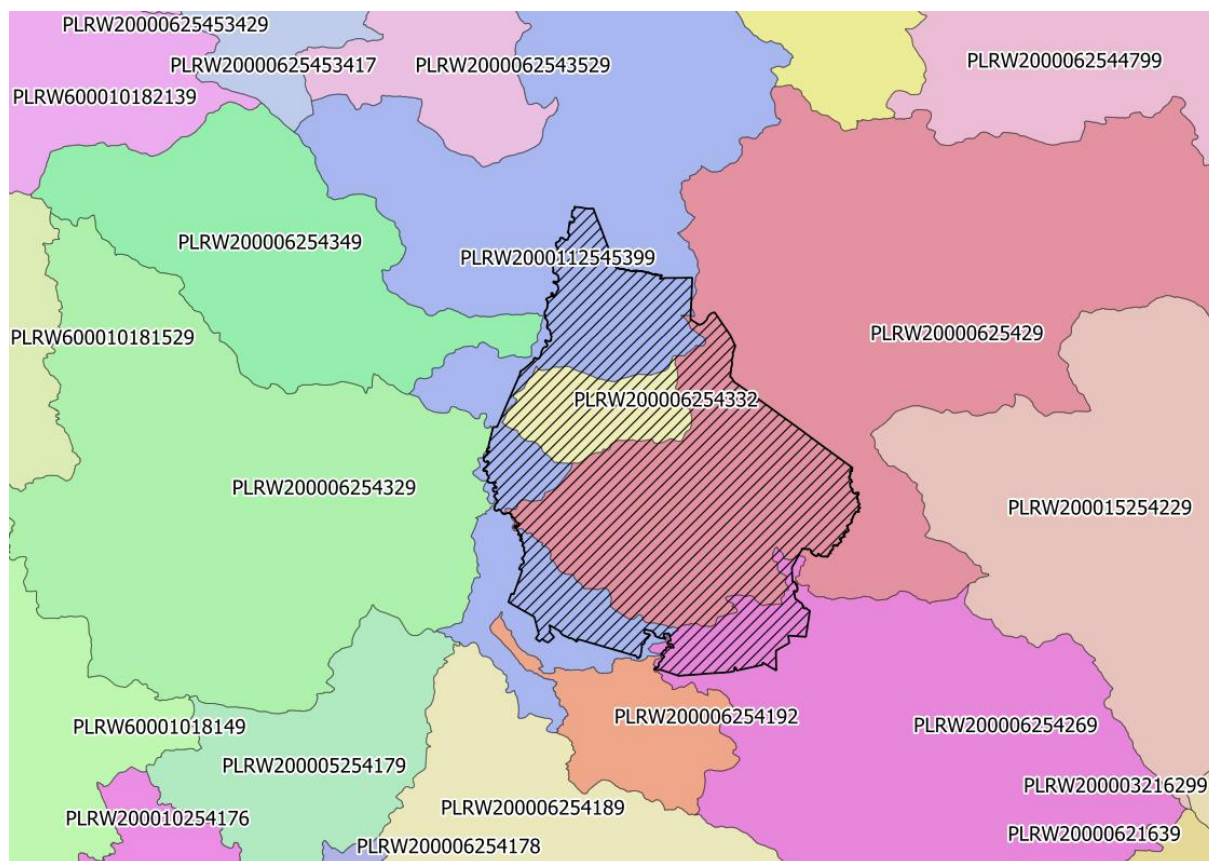 PLRW20000625453429
PLRW20000625453417
PLRW2000062543529
PLRW2000062544799
PLRW600010182139
PLRW200006254349
PLRW2000112545399
PLRW600010181529
PLRW20000625429
PLRW200006254332
PLRW200006254329
PLRW200015254229
PLRW60001018149
PLRW200006254192
PLRW200006254269
PLRW200005254179
PLRW200003216299
PLRW200006254189
PLRW200010254176
PLRW20000621639
PLRW200006254178